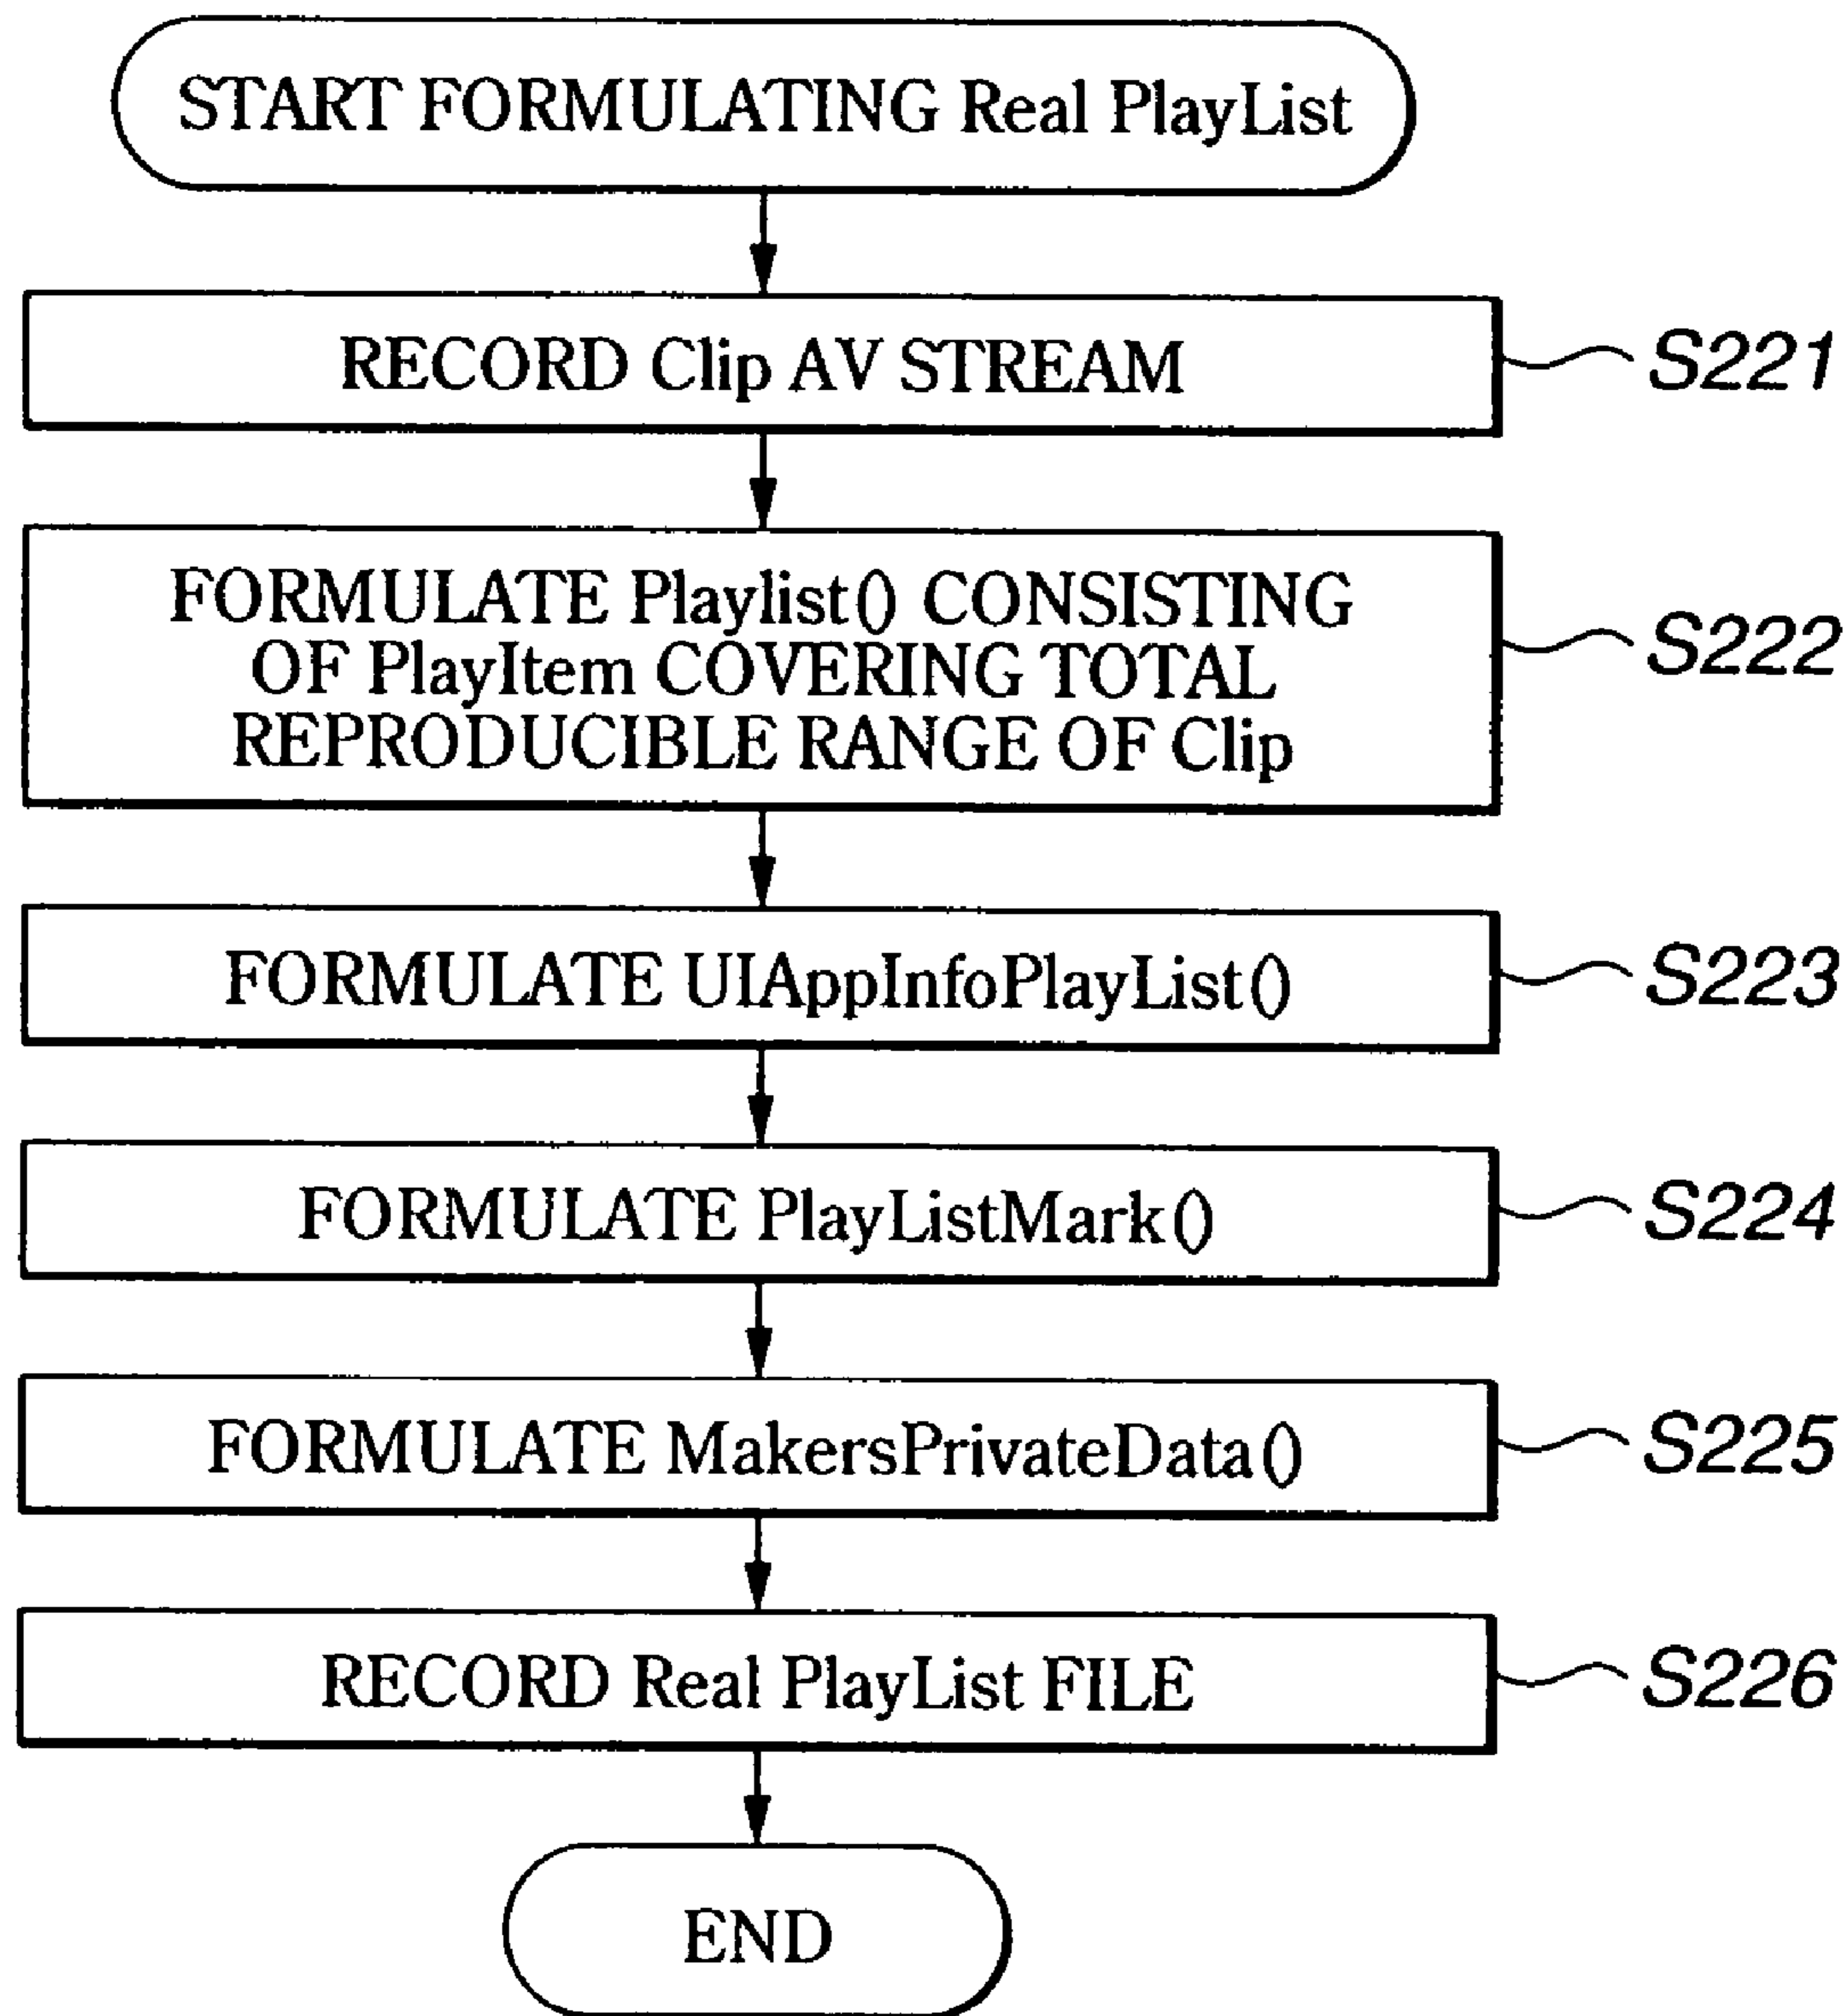 START FORMULATING Real PlayList
RECORD Clip AV STREAM
S221
FORMULATE Playlist() CONSISTING
OF PlayItem COVERING TOTAL
REPRODUCIBLE RANGE OF Clip
S222
FORMULATE UIAppInfoPlayList()
S223
FORMULATE PlayListMark()
S224
FORMULATE MakersPrivateData()
S225
RECORD Real PlayList FILE
S226
END